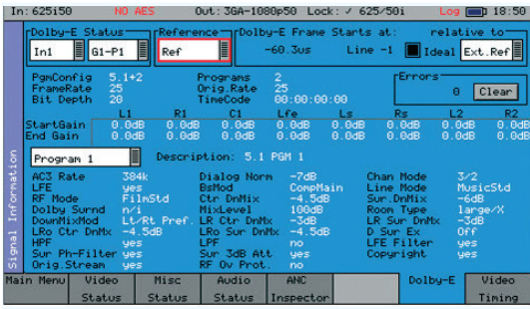 In: 625i50 NO AES Out: 3GA-1080p50 Lock: ✓ 625/50i Log 18:50
Dolby-E Status Reference Dolby-E Frame Starts at: relative to
In1 G1-P1 Ref -60.3us Line -1 Ideal Ext.Ref
PgmConfig 5.1+2 Programs 2 Errors
FrameRate 25 Orig.Rate 25 0 Clear
Bit Depth 20 TimeCode 00:00:00:00
L1 R1 C1 Lfe Ls Rs L2 R2
StartGain 0.0dB 0.0dB 0.0dB 0.0dB 0.0dB 0.0dB 0.0dB 0.0dB
End Gain 0.0dB 0.0dB 0.0dB 0.0dB 0.0dB 0.0dB 0.0dB 0.0dB
Program 1 Description: 5.1 PGM 1
AC3 Rate 384k Dialog Norm -7dB Chan Mode 3/2
LFE yes BsMod CompMain Line Mode MusicStd
RF Mode FilmStd Ctr DnMix -4.5dB Sur.DnMix -6dB
Dolby Surnd n/i MixLevel 100dB Room Type large/X
DownMixMod Lt/Rt Pref. LR Ctr DnMx -3dB LR Sur DnMx -3dB
LRo Ctr DnMx -4.5dB LRo Sur DnMx -4.5dB D Sur Ex Off
HPF yes LPF no LFE Filter yes
Sur Ph-Filter yes Sur 3dB Att yes Copyright yes
Orig.Stream yes RF Ov Prot. no
Signal Information
Main Menu Video Status Misc Status Audio Status ANC Inspector Dolby-E Video Timing